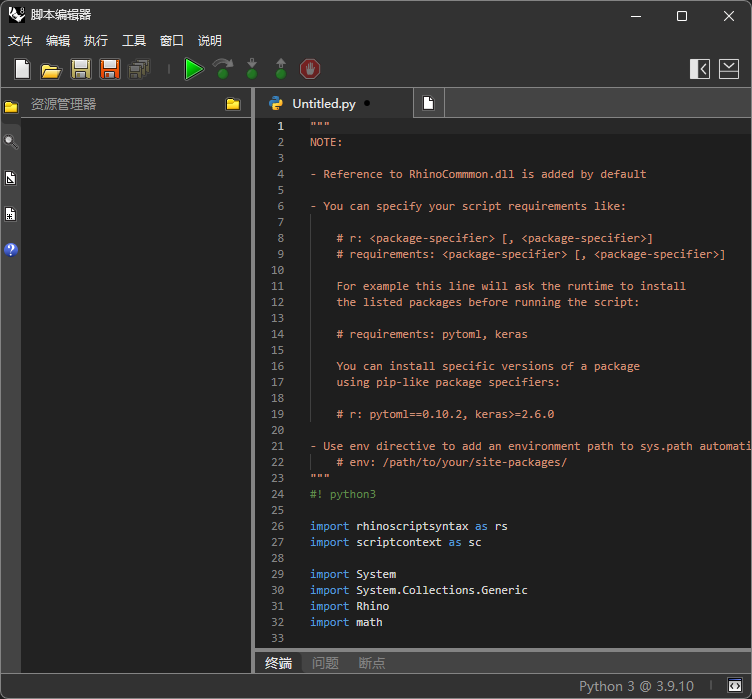 脚本编辑器
文件 编辑 执行 工具 窗口 说明
资源管理器
Untitled.py
1 """
2 NOTE:
3
4 - Reference to RhinoCommmon.dll is added by default
5
6 - You can specify your script requirements like:
7
8 # r: <package-specifier> [, <package-specifier>]
9 # requirements: <package-specifier> [, <package-specifier>]
10
11 For example this line will ask the runtime to install
12 the listed packages before running the script:
13
14 # requirements: pytoml, keras
15
16 You can install specific versions of a package
17 using pip-like package specifiers:
18
19 # r: pytoml==0.10.2, keras>=2.6.0
20
21 - Use env directive to add an environment path to sys.path automati
22 # env: /path/to/your/site-packages/
23 """
24 #! python3
25
26 import rhinoscriptsyntax as rs
27 import scriptcontext as sc
28
29 import System
30 import System.Collections.Generic
31 import Rhino
32 import math
33
终端 问题 断点
Python 3 @ 3.9.10